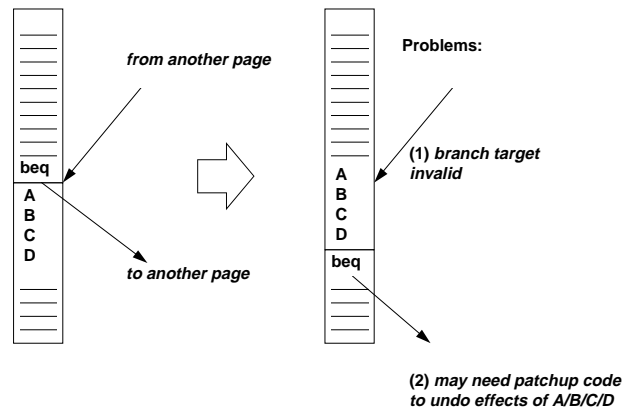 from another page
beq
A
B
C
D
to another page
Problems:
(1) branch target
invalid
A
B
C
D
beq
(2) may need patchup code
to undo effects of A/B/C/D